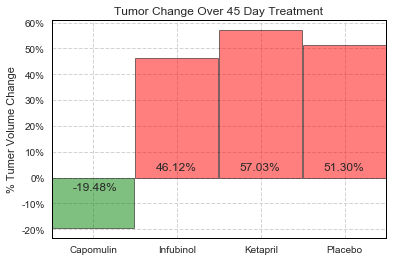 Tumor Change Over 45 Day Treatment
% Tumer Volume Change
60%
50%
40%
30%
20%
10%
0%
-10%
-20%
-19.48%
46.12%
57.03%
51.30%
Capomulin
Infubinol
Ketapril
Placebo